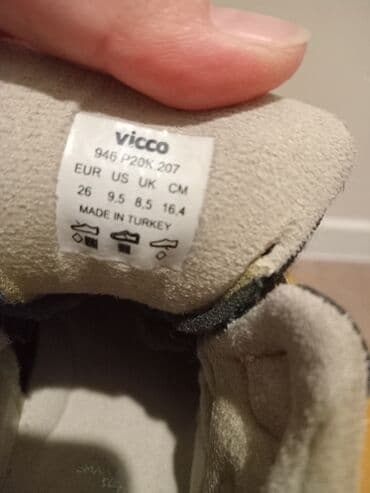 vicco
946.P20K.207
EUR US UK CM
26 9.5 8.5 16.4
MADE IN TURKEY